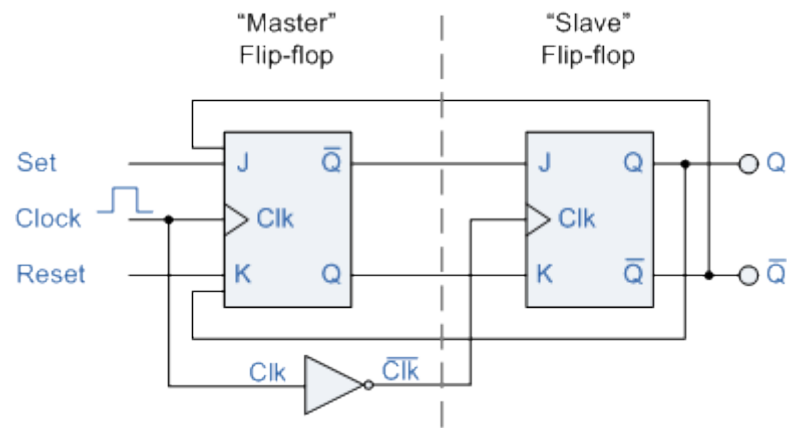 “Master”
Flip-flop
“Slave”
Flip-flop
Set
J
Q̅
J
Q
Q
Clock
Clk
Clk
Reset
K
Q
K
Q̅
Q̅
Clk
C̅l̅k̅